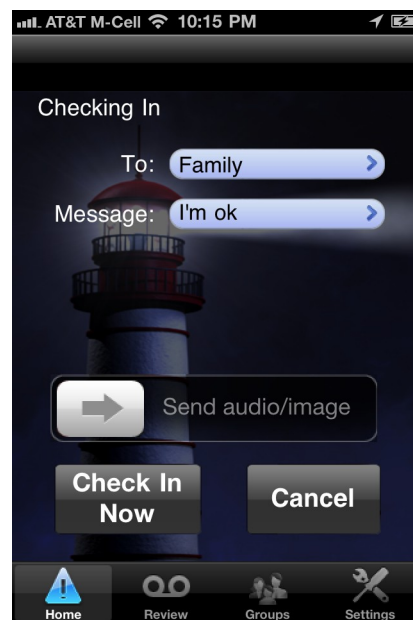 AT&T M-Cell 10:15 PM
Checking In
To: Family
Message: I'm ok
Send audio/image
Check In
Now
Cancel
Home Review Groups Settings